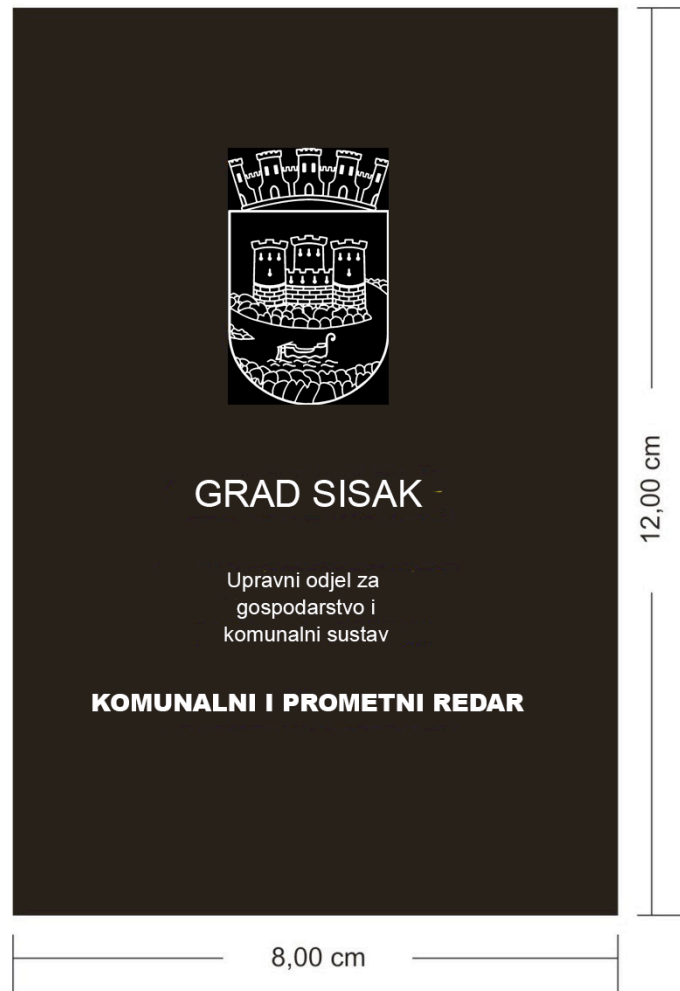 GRAD SISAK
Upravni odjel za
gospodarstvo i
komunalni sustav
KOMUNALNI I PROMETNI REDAR
12,00 cm
8,00 cm